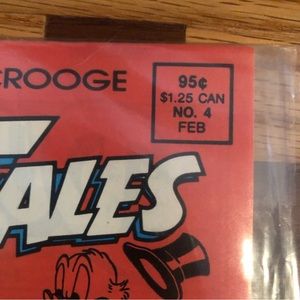 CROOGE
95¢
$1.25 CAN
NO. 4
FEB
T
ALES